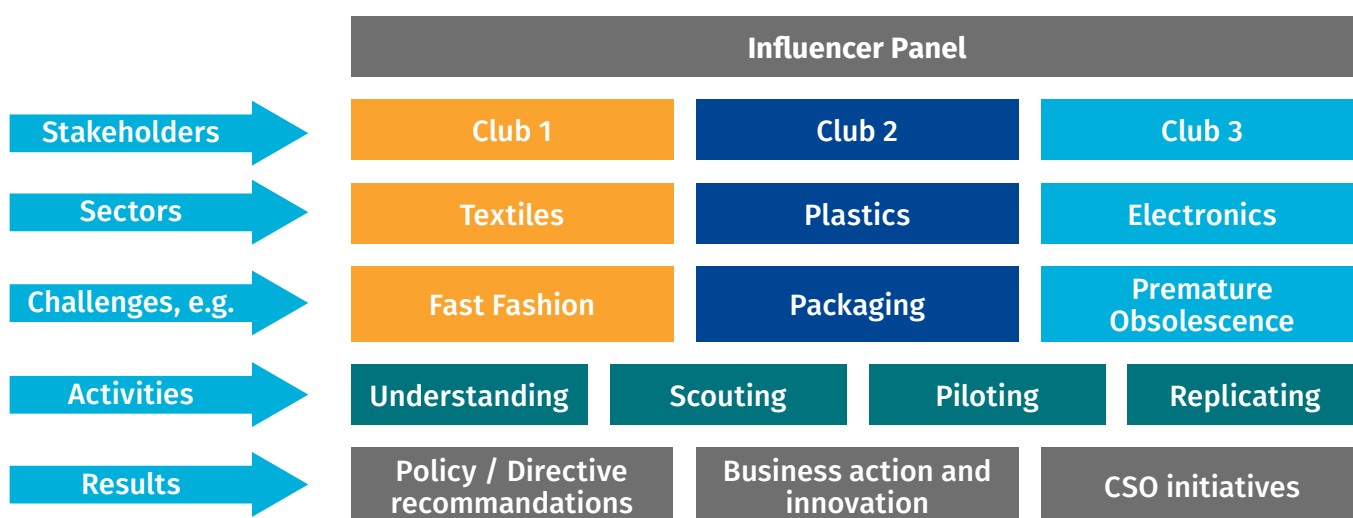 Influencer Panel
Stakeholders
Club 1
Club 2
Club 3
Sectors
Textiles
Plastics
Electronics
Challenges, e.g.
Fast Fashion
Packaging
Premature
Obsolescence
Activities
Understanding
Scouting
Piloting
Replicating
Results
Policy / Directive
recommandations
Business action and
innovation
CSO initiatives